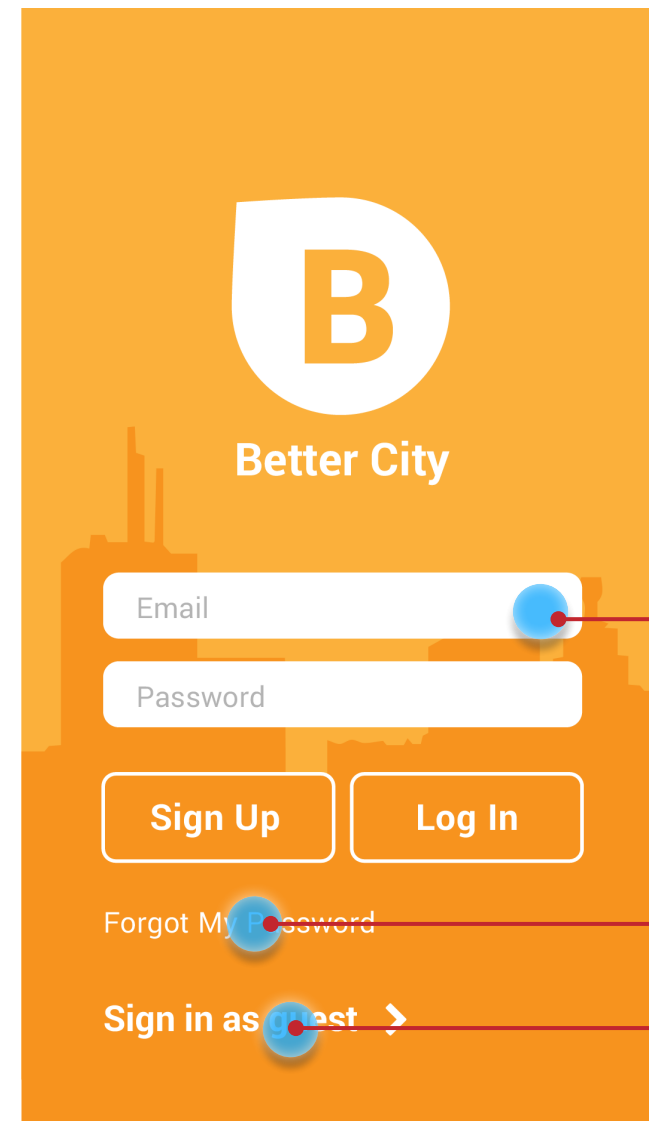 B
Better City
Email
Password
Sign Up
Log In
Forgot My Password
Sign in as guest